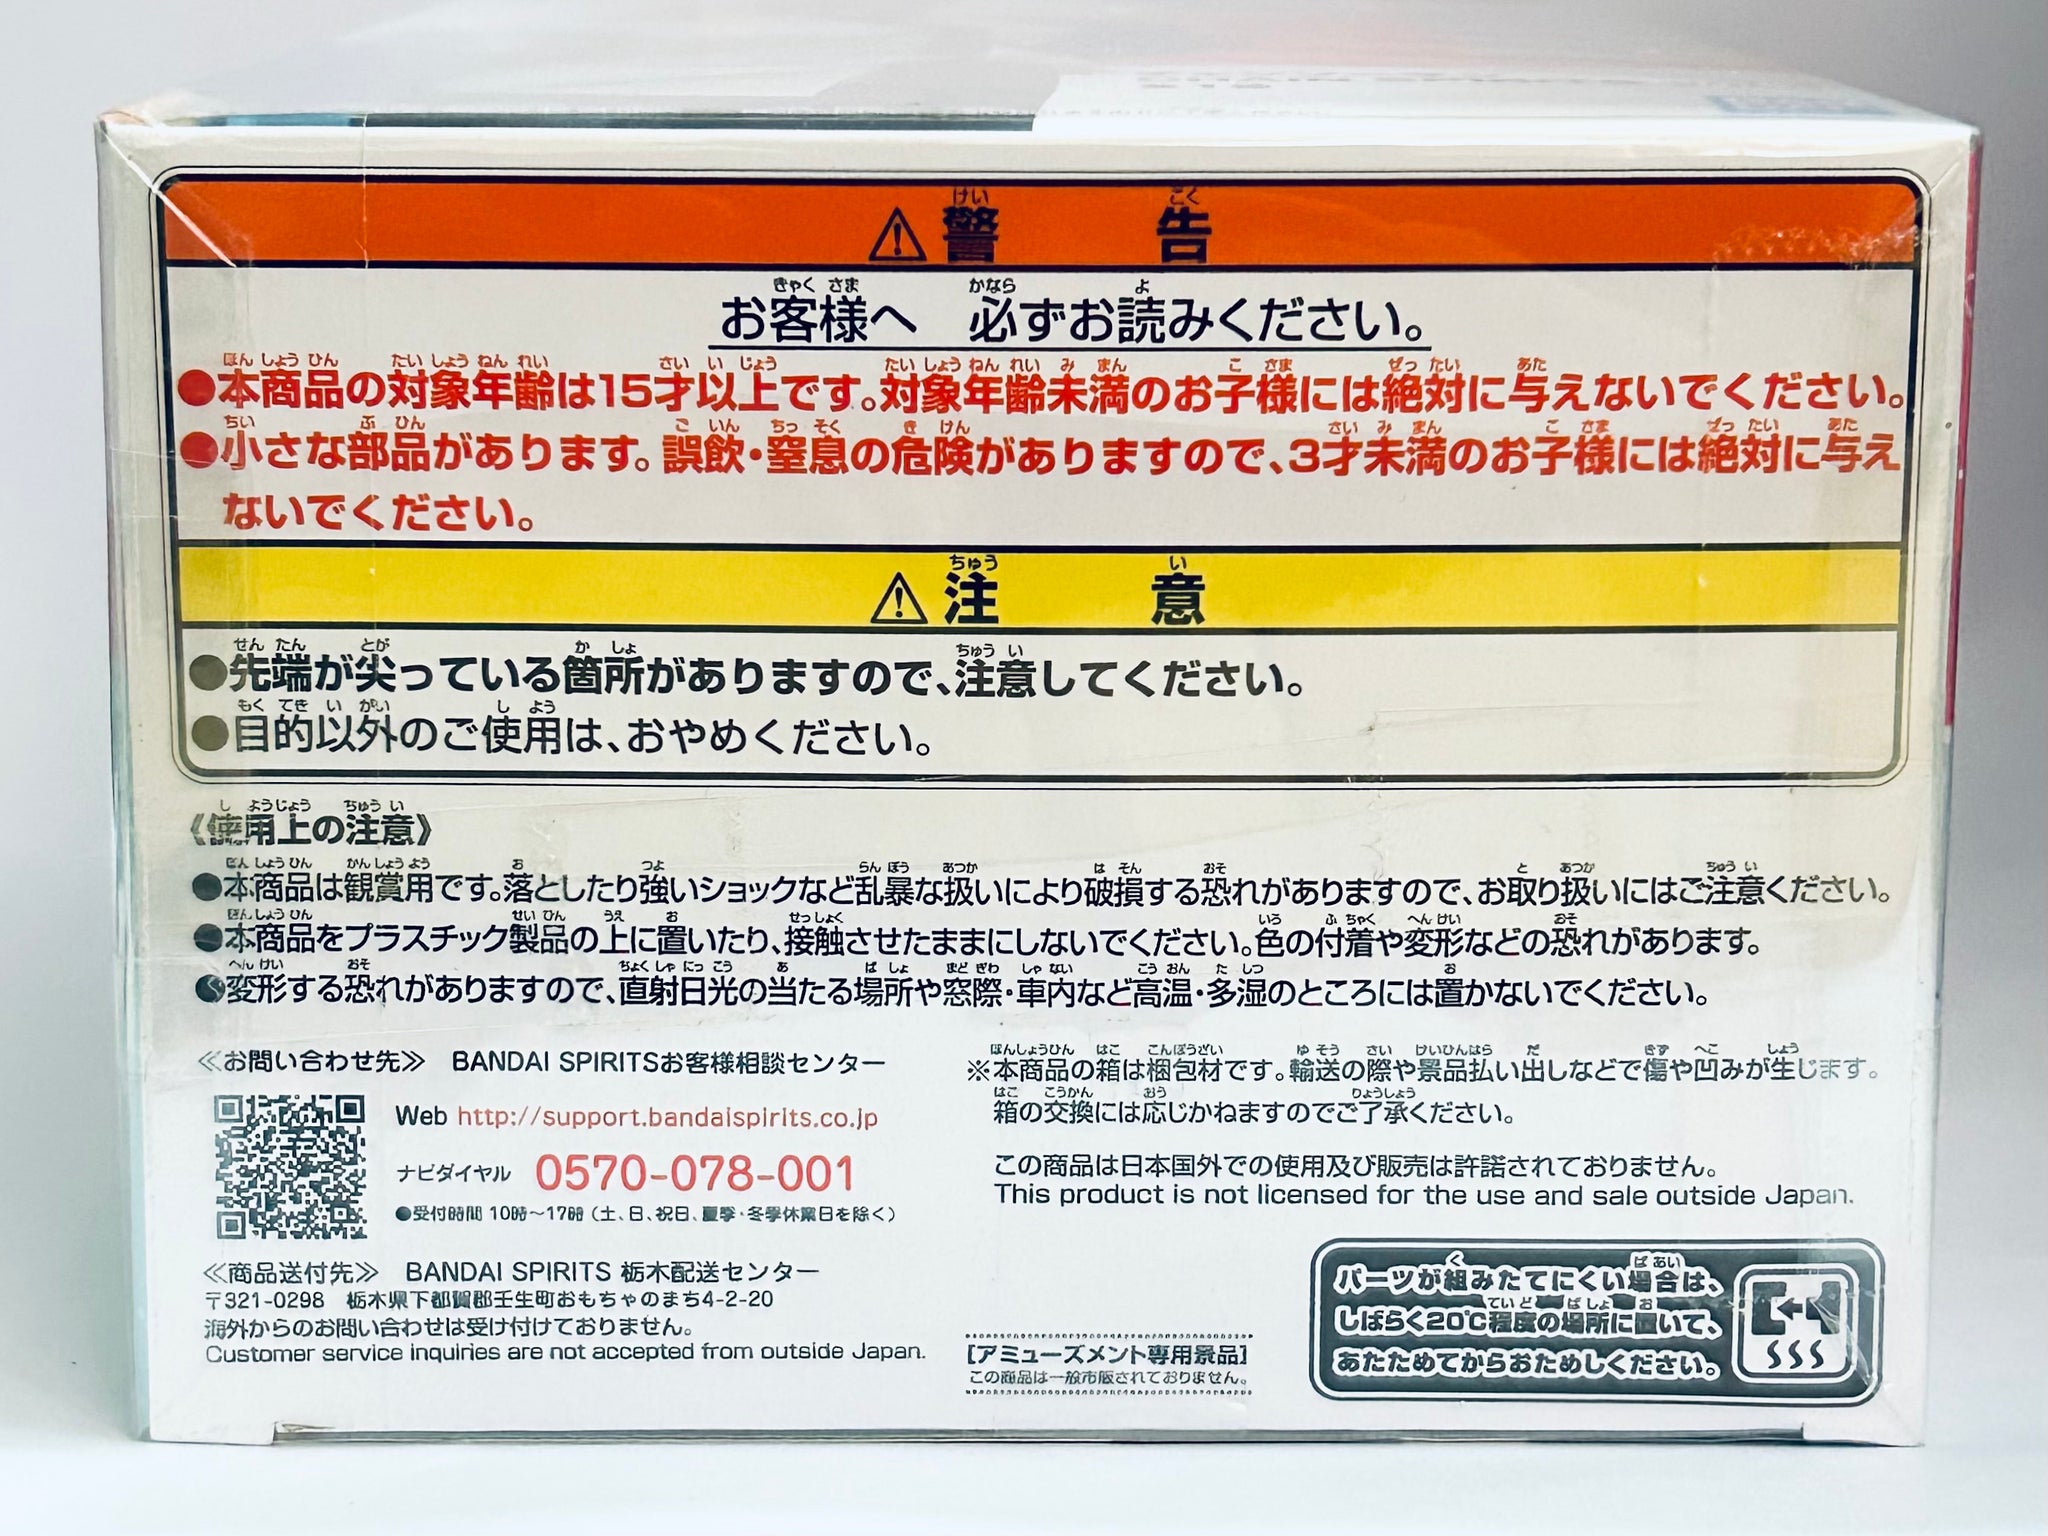 ⚠警告
お客様へ 必ずお読みください。
●本商品の対象年齢は15才以上です。対象年齢未満のお子様には絶対に与えないでください。
●小さな部品があります。誤飲・窒息の危険がありますので、3才未満のお子様には絶対に与え
ないでください。
⚠注意
●先端が尖っている箇所がありますので、注意してください。
●目的以外のご使用は、おやめください。
《使用上の注意》
●本商品は観賞用です。落としたり強いショックなど乱暴な扱いにより破損する恐れがありますので、お取り扱いにはご注意ください。
●本商品をプラスチック製品の上に置いたり、接触させたままにしないでください。色の付着や変形などの恐れがあります。
●変形する恐れがありますので、直射日光の当たる場所や窓際・車内など高温・多湿のところには置かないでください。
≪お問い合わせ先≫ BANDAI SPIRITSお客様相談センター
Web http://support.bandaispirits.co.jp
ナビダイヤル 0570-078-001
●受付時間 10時〜17時(土、日、祝日、夏季・冬季休業日を除く)
≪商品送付先≫ BANDAI SPIRITS 栃木配送センター
〒321-0298 栃木県下都賀郡壬生町おもちゃのまち4-2-20
海外からのお問い合わせは受け付けておりません。
Customer service inquiries are not accepted from outside Japan.
※本商品の箱は梱包材です。輸送の際や景品払い出しなどで傷や凹みが生じます。
箱の交換には応じかねますのでご了承ください。
この商品は日本国外での使用及び販売は許諾されておりません。
This product is not licensed for the use and sale outside Japan.
[アミューズメント専用景品]
この商品は一般市販されておりません。
パーツが組みたてにくい場合は、
しばらく20℃程度の場所に置いて、
あたためてからおためしください。